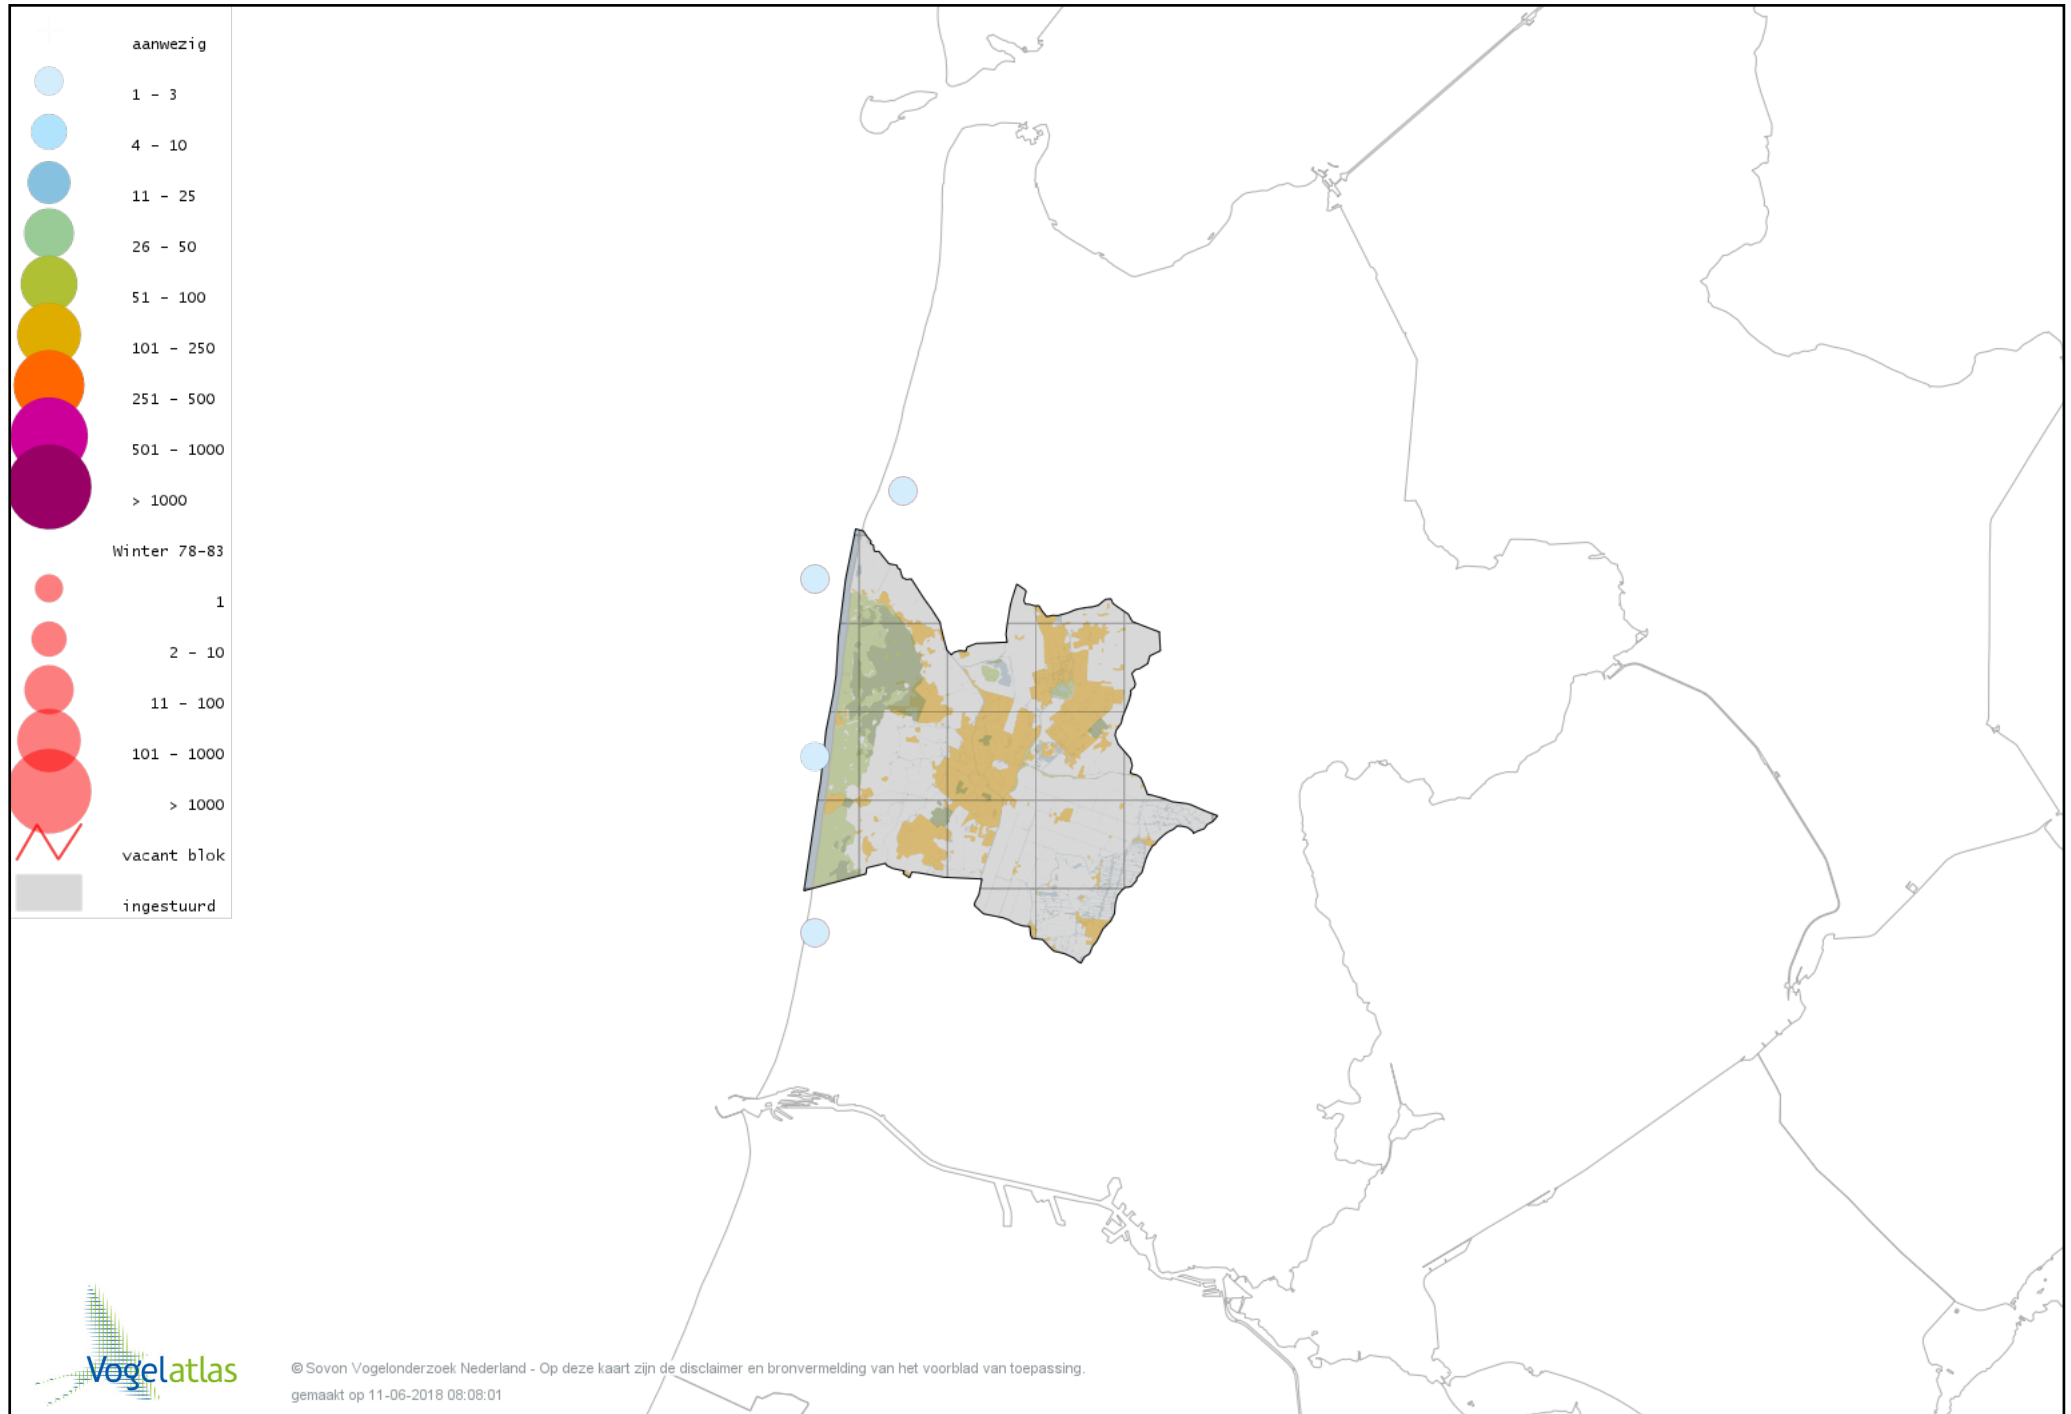 aanwezig
1 - 3
4 - 10
11 - 25
26 - 50
51 - 100
101 - 250
251 - 500
501 - 1000
> 1000
Winter 78-83
1
2 - 10
11 - 100
101 - 1000
> 1000
vacant blok
ingestuurd
Vogelatlas
© Sovon Vogelonderzoek Nederland - Op deze kaart zijn de disclaimer en bronvermelding van het voorblad van toepassing.
gemaakt op 11-06-2018 08:08:01